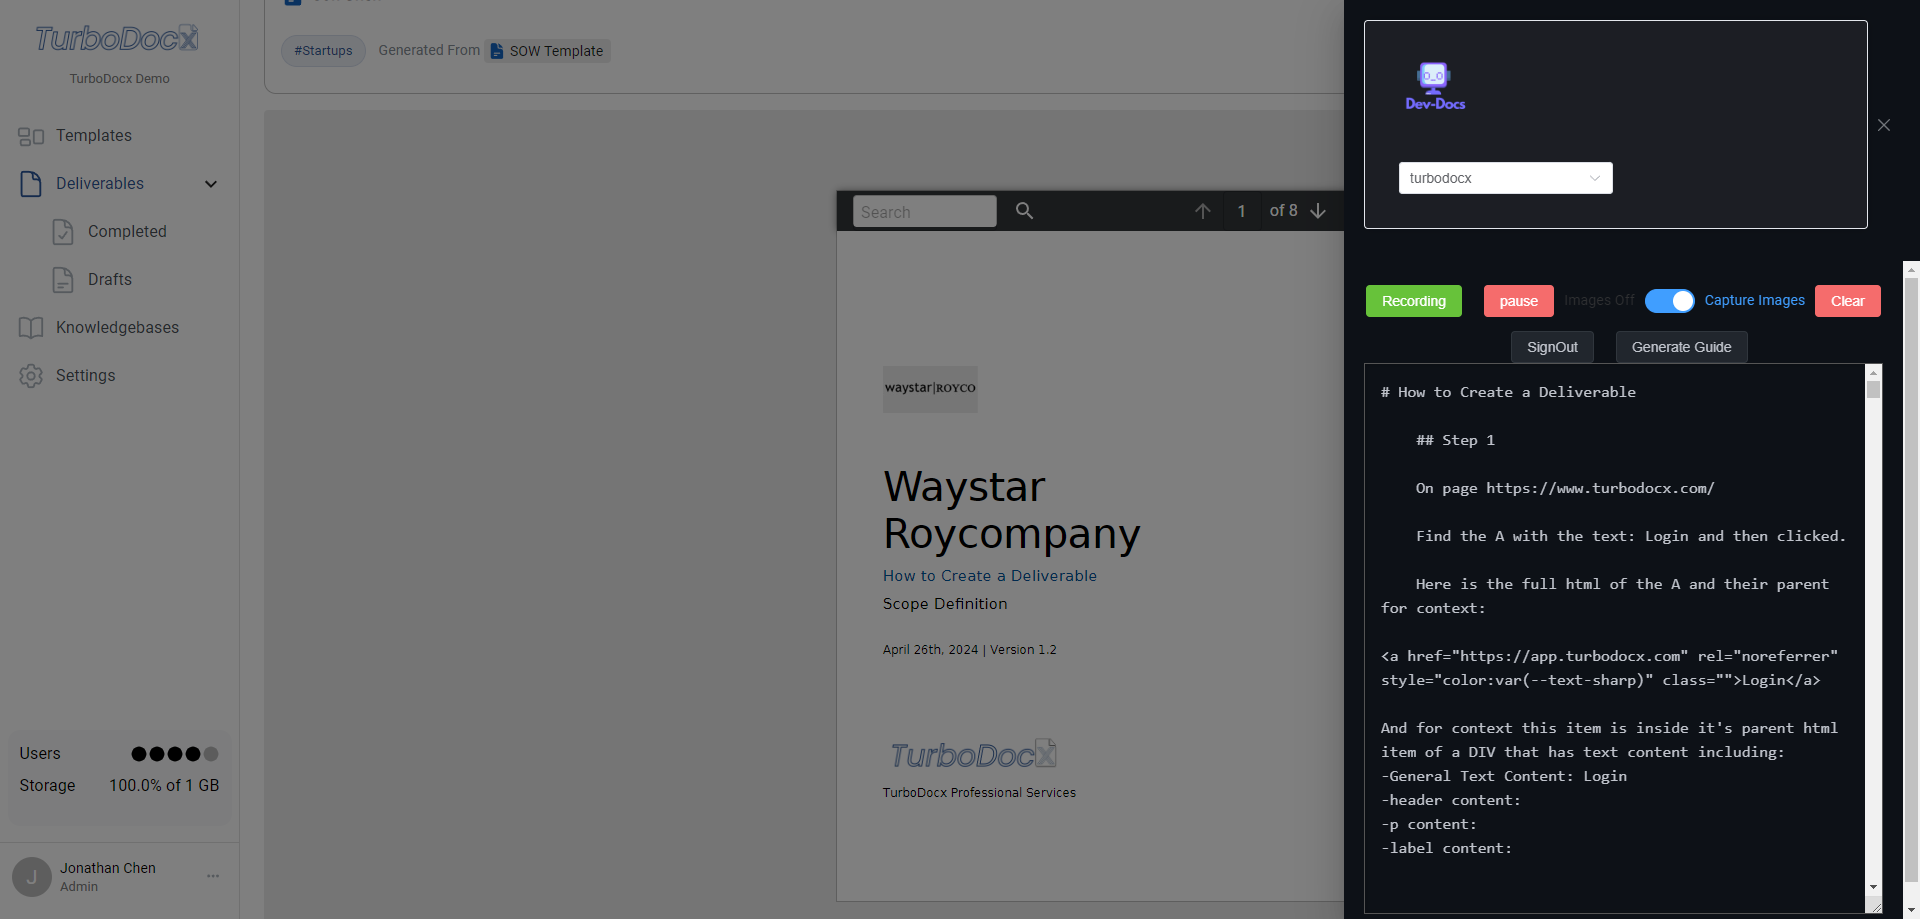 TurboDocX
TurboDocx Demo
Templates
Deliverables
Completed
Drafts
Knowledgebases
Settings
Users
Storage 100.0% of 1 GB
J
Jonathan Chen
Admin
#Startups Generated From SOW Template
Search 1 of 8
waystar|ROYCO
Waystar
Roycompany
How to Create a Deliverable
Scope Definition
April 26th, 2024 | Version 1.2
TurboDocX
TurboDocx Professional Services
Dev-Docs
turbodocx
Recording pause Images Off Capture Images Clear
SignOut Generate Guide
# How to Create a Deliverable
## Step 1
On page https://www.turbodocx.com/
Find the A with the text: Login and then clicked.
Here is the full html of the A and their parent
for context:
<a href="https://app.turbodocx.com" rel="noreferrer"
style="color:var(--text-sharp)" class="">Login</a>
And for context this item is inside it's parent html
item of a DIV that has text content including:
-General Text Content: Login
-header content:
-p content:
-label content: